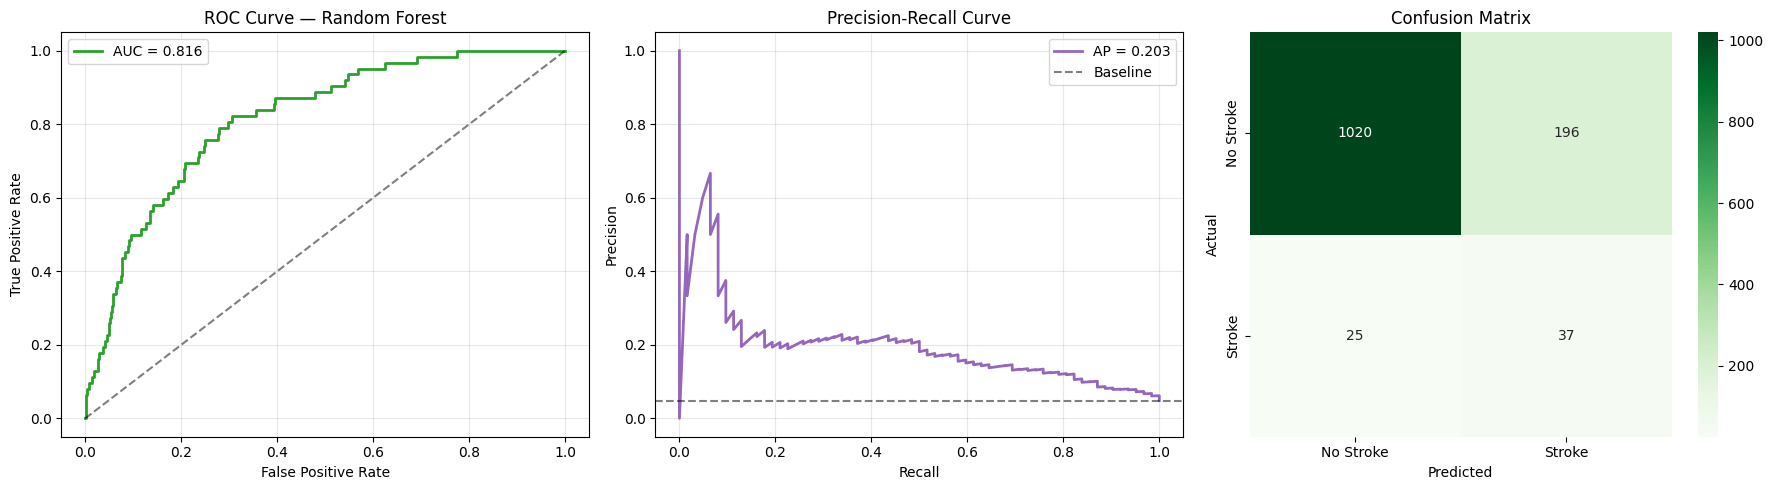 ROC Curve — Random Forest
AUC = 0.816
True Positive Rate
1.0
0.8
0.6
0.4
0.2
0.0
0.0 0.2 0.4 0.6 0.8 1.0
False Positive Rate
Precision-Recall Curve
AP = 0.203
Baseline
Precision
1.0
0.8
0.6
0.4
0.2
0.0
0.0 0.2 0.4 0.6 0.8 1.0
Recall
Confusion Matrix
Actual
No Stroke
1020 196
Stroke
25 37
No Stroke Stroke
Predicted
1000
800
600
400
200